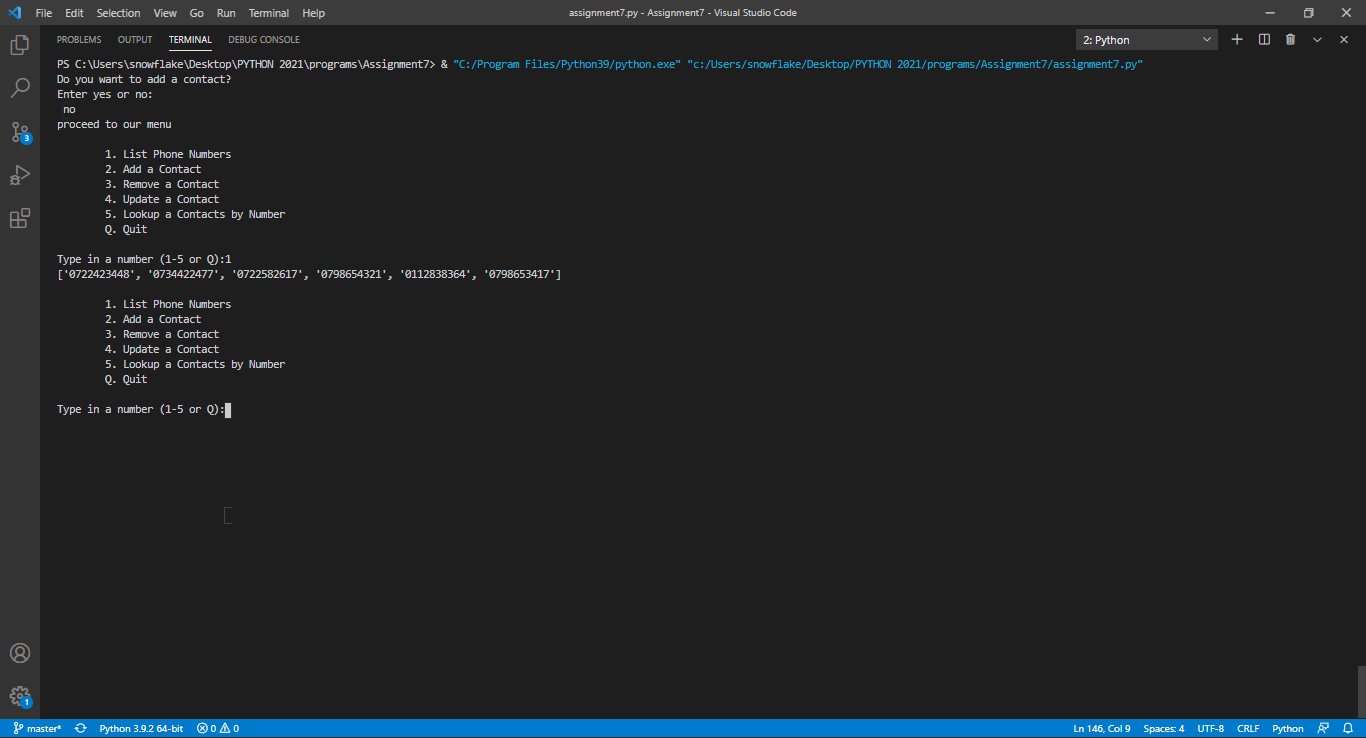 File Edit Selection View Go Run Terminal Help
assignment7.py - Assignment7 - Visual Studio Code
PROBLEMS OUTPUT TERMINAL DEBUG CONSOLE
2: Python
PS C:\Users\snowflake\Desktop\PYTHON 2021\programs\Assignment7> & "C:/Program Files/Python39/python.exe" "c:/Users/snowflake/Desktop/PYTHON 2021/programs/Assignment7/assignment7.py"
Do you want to add a contact?
Enter yes or no:
no
proceed to our menu
1. List Phone Numbers
2. Add a Contact
3. Remove a Contact
4. Update a Contact
5. Lookup a Contacts by Number
Q. Quit
Type in a number (1-5 or Q):1
['0722423448', '0734422477', '0722582617', '0798654321', '0112838364', '0798653417']
1. List Phone Numbers
2. Add a Contact
3. Remove a Contact
4. Update a Contact
5. Lookup a Contacts by Number
Q. Quit
Type in a number (1-5 or Q):
3
1
master* Python 3.9.2 64-bit 0 0
Ln 146, Col 9 Spaces: 4 UTF-8 CRLF Python